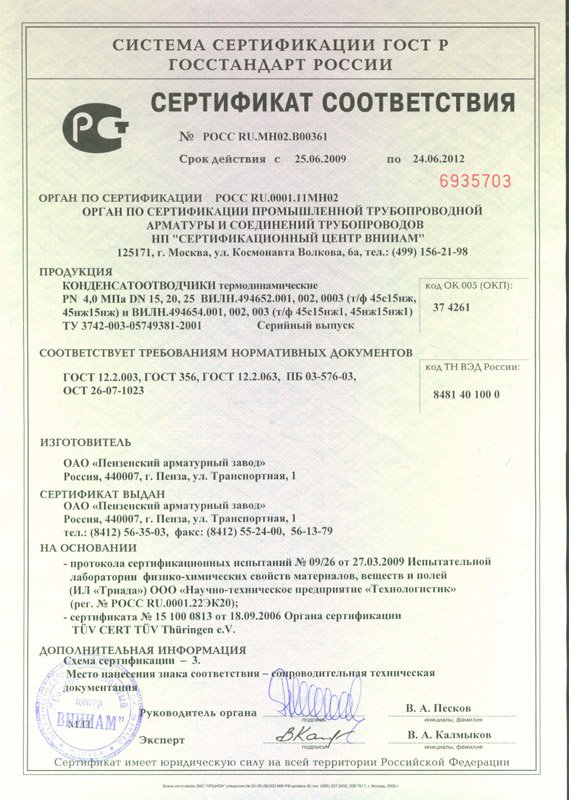 СИСТЕМА СЕРТИФИКАЦИИ ГОСТ Р
ГОССТАНДАРТ РОССИИ
РСТ
СЕРТИФИКАТ СООТВЕТСТВИЯ
№ РОСС RU.МН02.В00361
Срок действия с 25.06.2009 по 24.06.2012
6935703
ОРГАН ПО СЕРТИФИКАЦИИ РОСС RU.0001.11МН02
ОРГАН ПО СЕРТИФИКАЦИИ ПРОМЫШЛЕННОЙ ТРУБОПРОВОДНОЙ
АРМАТУРЫ И СОЕДИНЕНИЙ ТРУБОПРОВОДОВ
НП "СЕРТИФИКАЦИОННЫЙ ЦЕНТР ВНИИАМ"
125171, г. Москва, ул. Космонавта Волкова, 6а, тел.: (499) 156-21-98
ПРОДУКЦИЯ
КОНДЕНСАТООТВОДЧИКИ термодинамические
PN 4,0 МПа DN 15, 20, 25 ВИЛН.494652.001, 002, 0003 (т/ф 45с15нж,
45нж15нж) и ВИЛН.494654.001, 002, 003 (т/ф 45с15нж1, 45нж15нж1)
ТУ 3742-003-05749381-2001 Серийный выпуск
код ОК 005 (ОКП):
37 4261
СООТВЕТСТВУЕТ ТРЕБОВАНИЯМ НОРМАТИВНЫХ ДОКУМЕНТОВ
ГОСТ 12.2.003, ГОСТ 356, ГОСТ 12.2.063, ПБ 03-576-03,
ОСТ 26-07-1023
код ТН ВЭД России:
8481 40 100 0
ИЗГОТОВИТЕЛЬ
ОАО «Пензенский арматурный завод»
Россия, 440007, г. Пенза, ул. Транспортная, 1
СЕРТИФИКАТ ВЫДАН
ОАО «Пензенский арматурный завод»
Россия, 440007, г. Пенза, ул. Транспортная, 1
тел.: (8412) 56-35-03, факс: (8412) 55-24-00, 56-13-79
НА ОСНОВАНИИ
- протокола сертификационных испытаний № 09/26 от 27.03.2009 Испытательной
лаборатории физико-химических свойств материалов, веществ и полей
(ИЛ «Триада») ООО «Научно-техническое предприятие «Технологистик»
(рег. № РОСС RU.0001.22ЭК20);
- сертификата № 15 100 0813 от 18.09.2006 Органа сертификации
TÜV CERT TÜV Thüringen e.V.
ДОПОЛНИТЕЛЬНАЯ ИНФОРМАЦИЯ
Схема сертификации – 3.
Место нанесения знака соответствия – сопроводительная техническая
документация
центр
ВНИИАМ"
М.П.
Руководитель органа
подпись
В. А. Песков
инициалы, фамилия
Эксперт
подпись
В. А. Калмыков
инициалы, фамилия
Сертификат имеет юридическую силу на всей территории Российской Федерации